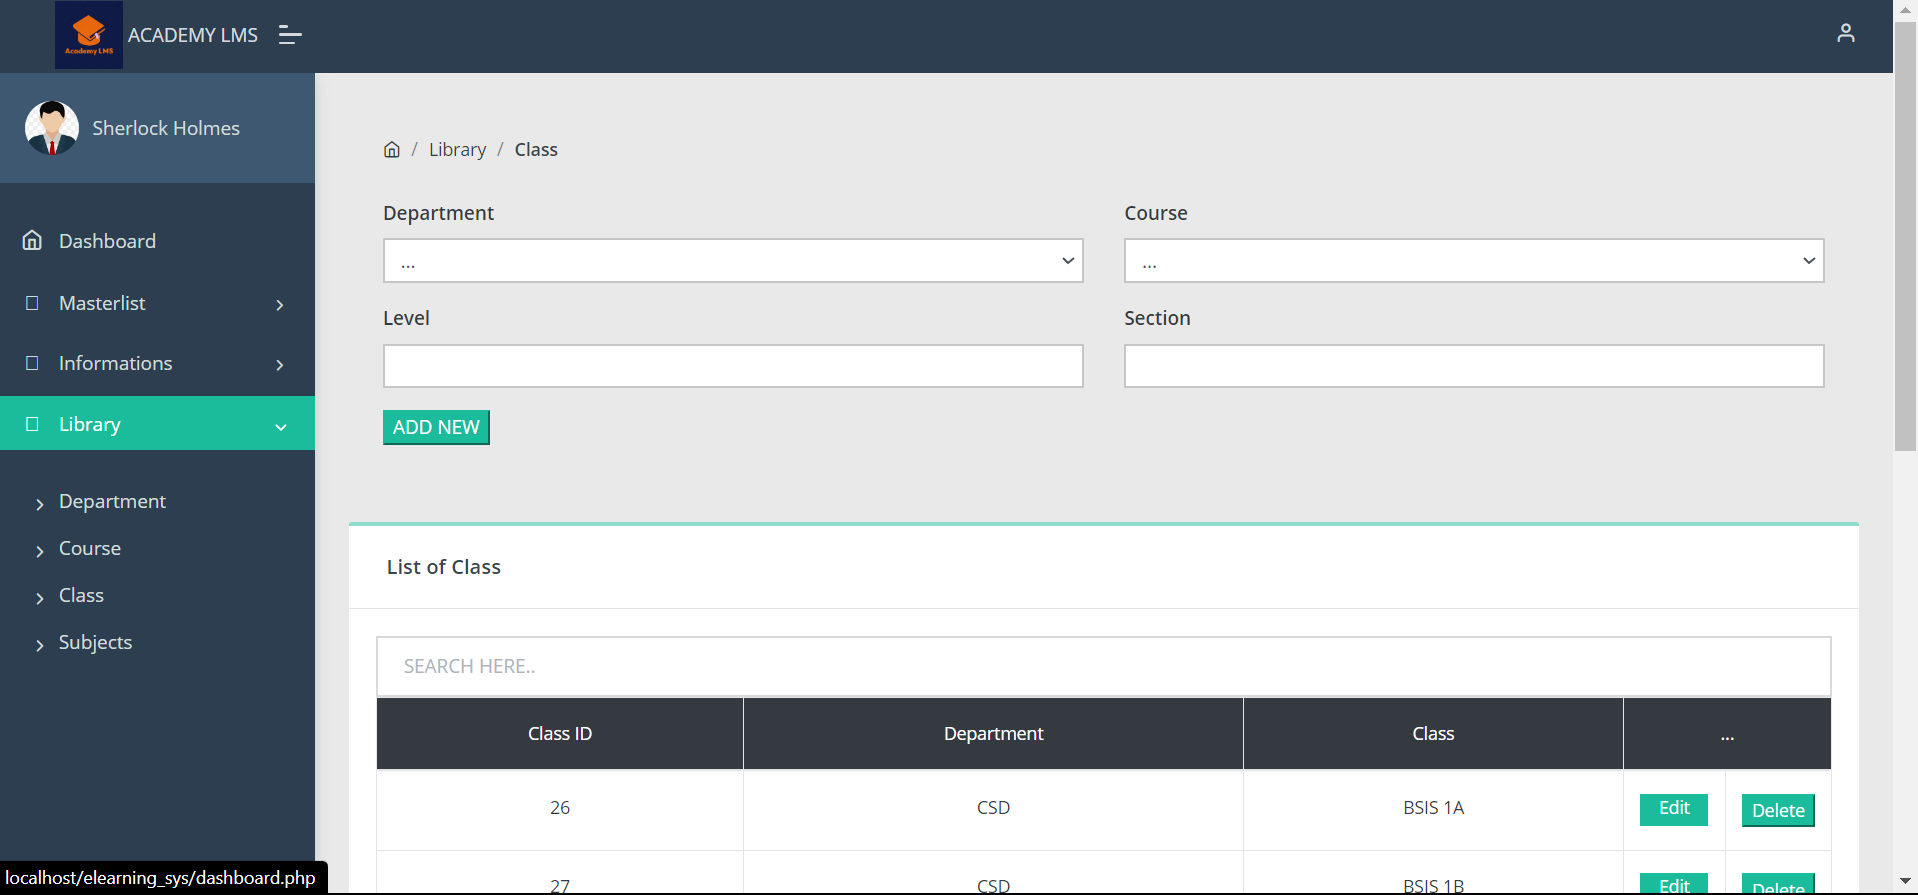 Academy LMS
ACADEMY LMS
Sherlock Holmes
Dashboard
Masterlist
Informations
Library
Department
Course
Class
Subjects
/ Library / Class
Department
Course
...
...
Level
Section
ADD NEW
List of Class
SEARCH HERE..
Class ID
Department
Class
...
26
CSD
BSIS 1A
Edit
Delete
27
CSD
BSIS 1B
Edit
Delete
localhost/elearning_sys/dashboard.php